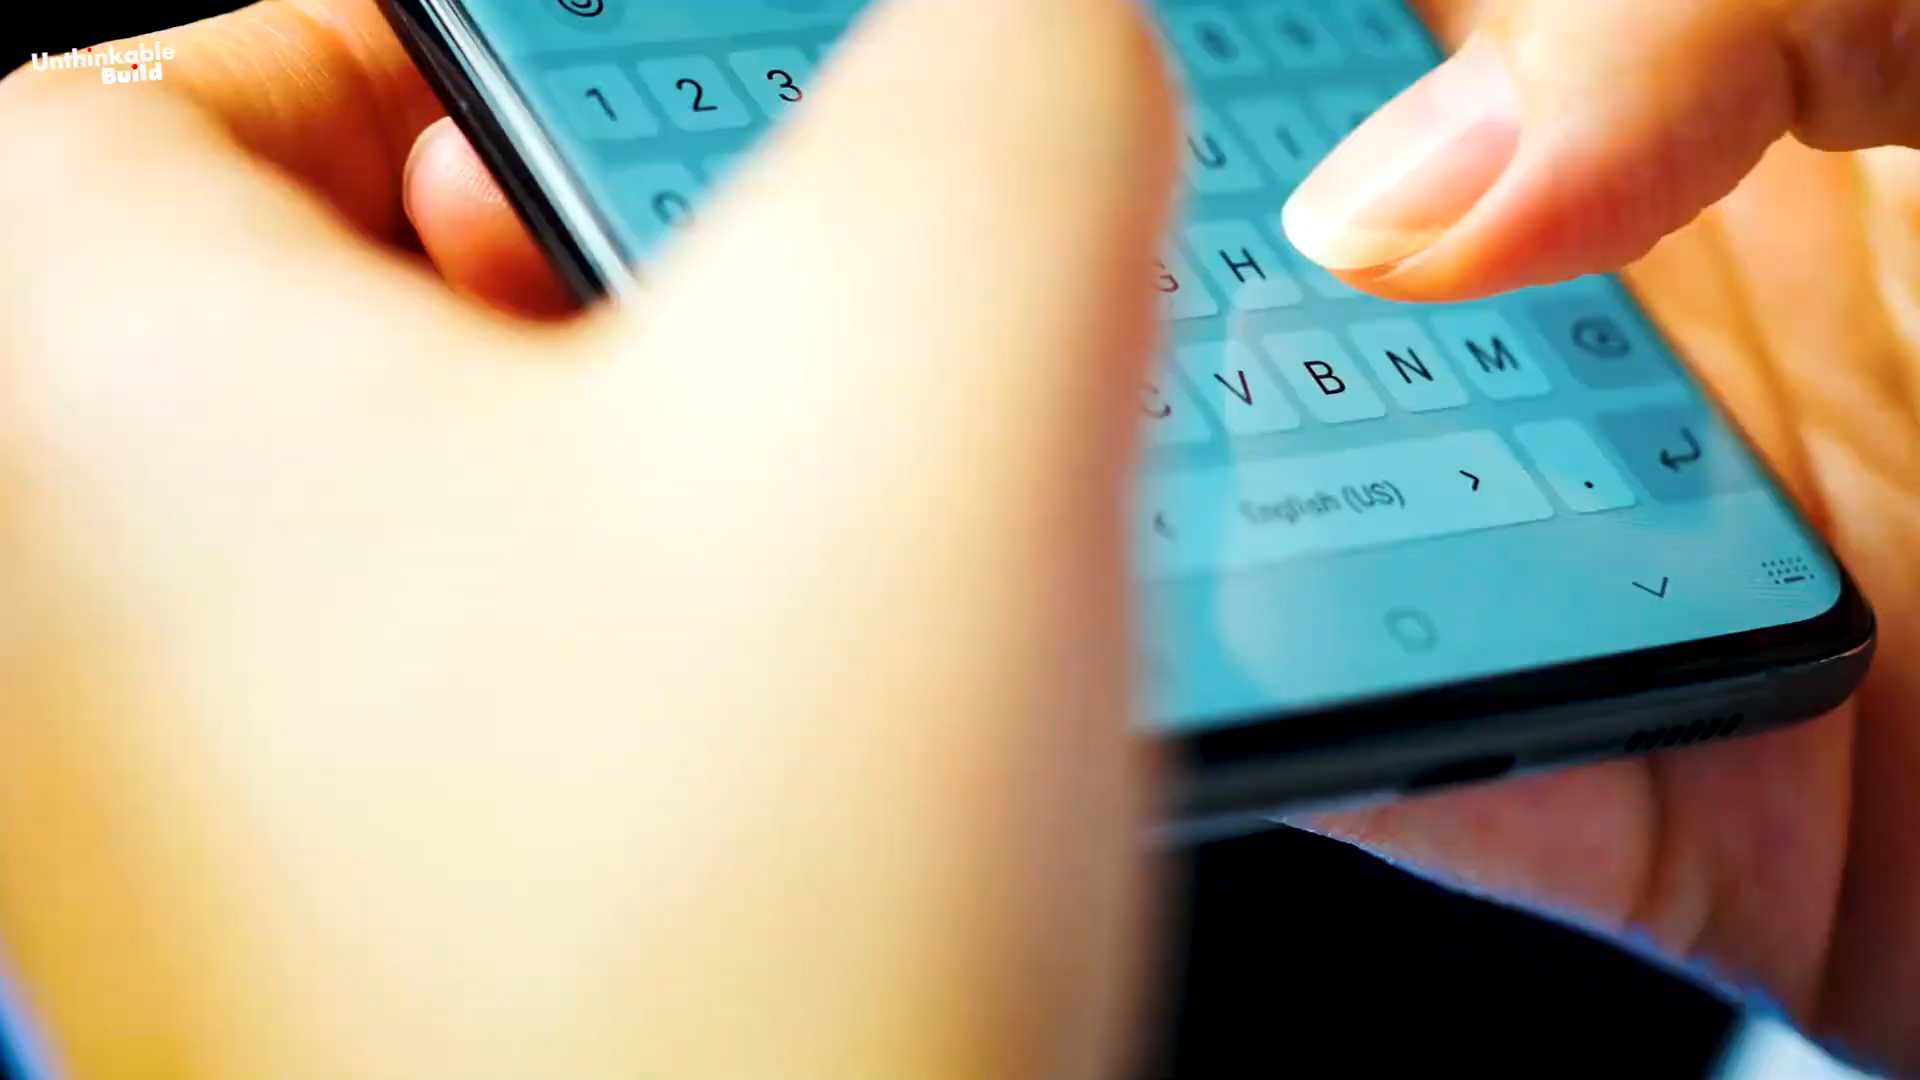 Unthinkable
Build
1 2 3
U I
G H
C V B N M
English (US) > .